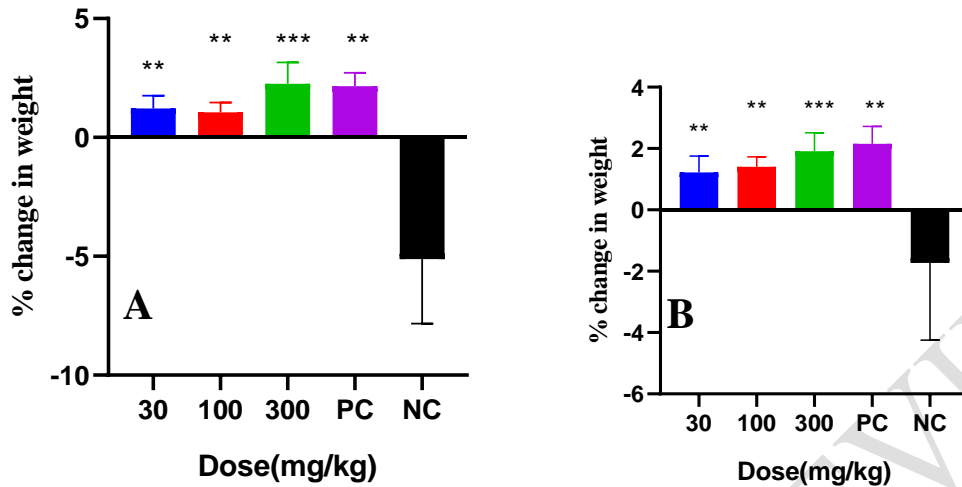 % change in weight
5
0
-5
-10
** ** *** **
A
30 100 300 PC NC
Dose(mg/kg)
% change in weight
4
2
0
-2
-4
-6
** ** *** **
B
30 100 300 PC NC
Dose(mg/kg)